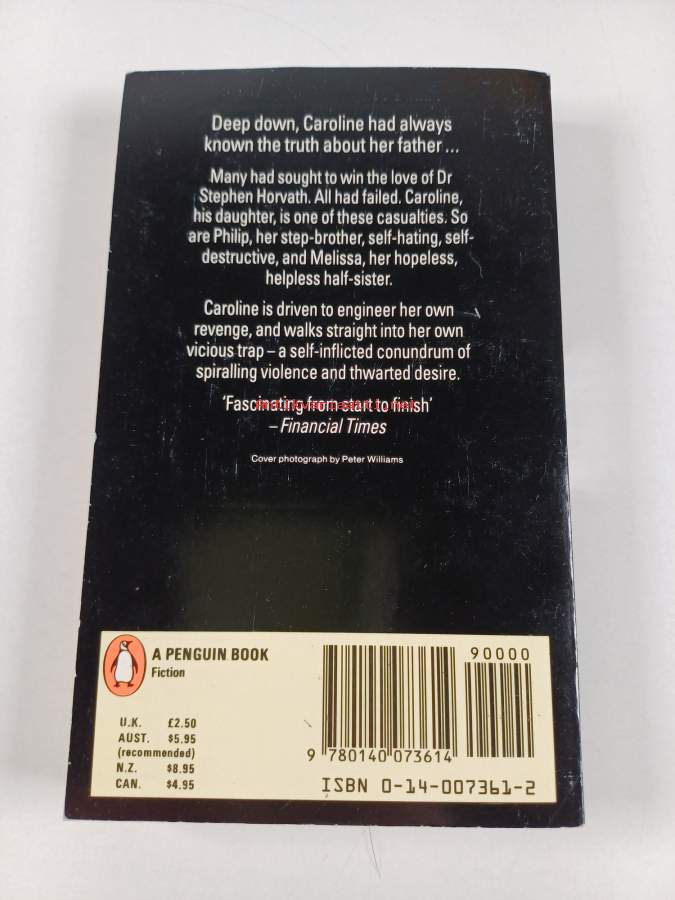 Deep down, Caroline had always
known the truth about her father ...
Many had sought to win the love of Dr
Stephen Horvath. All had failed. Caroline,
his daughter, is one of these casualties. So
are Philip, her step-brother, self-hating, self-
destructive, and Melissa, her hopeless,
helpless half-sister.
Caroline is driven to engineer her own
revenge, and walks straight into her own
vicious trap – a self-inflicted conundrum of
spiralling violence and thwarted desire.
'Fascinating from start to finish'
– Financial Times
Cover photograph by Peter Williams
A PENGUIN BOOK
Fiction
U.K. £2.50
AUST. $5.95
(recommended)
N.Z. $8.95
CAN. $4.95
90000
9 780140 073614
ISBN 0-14-007361-2